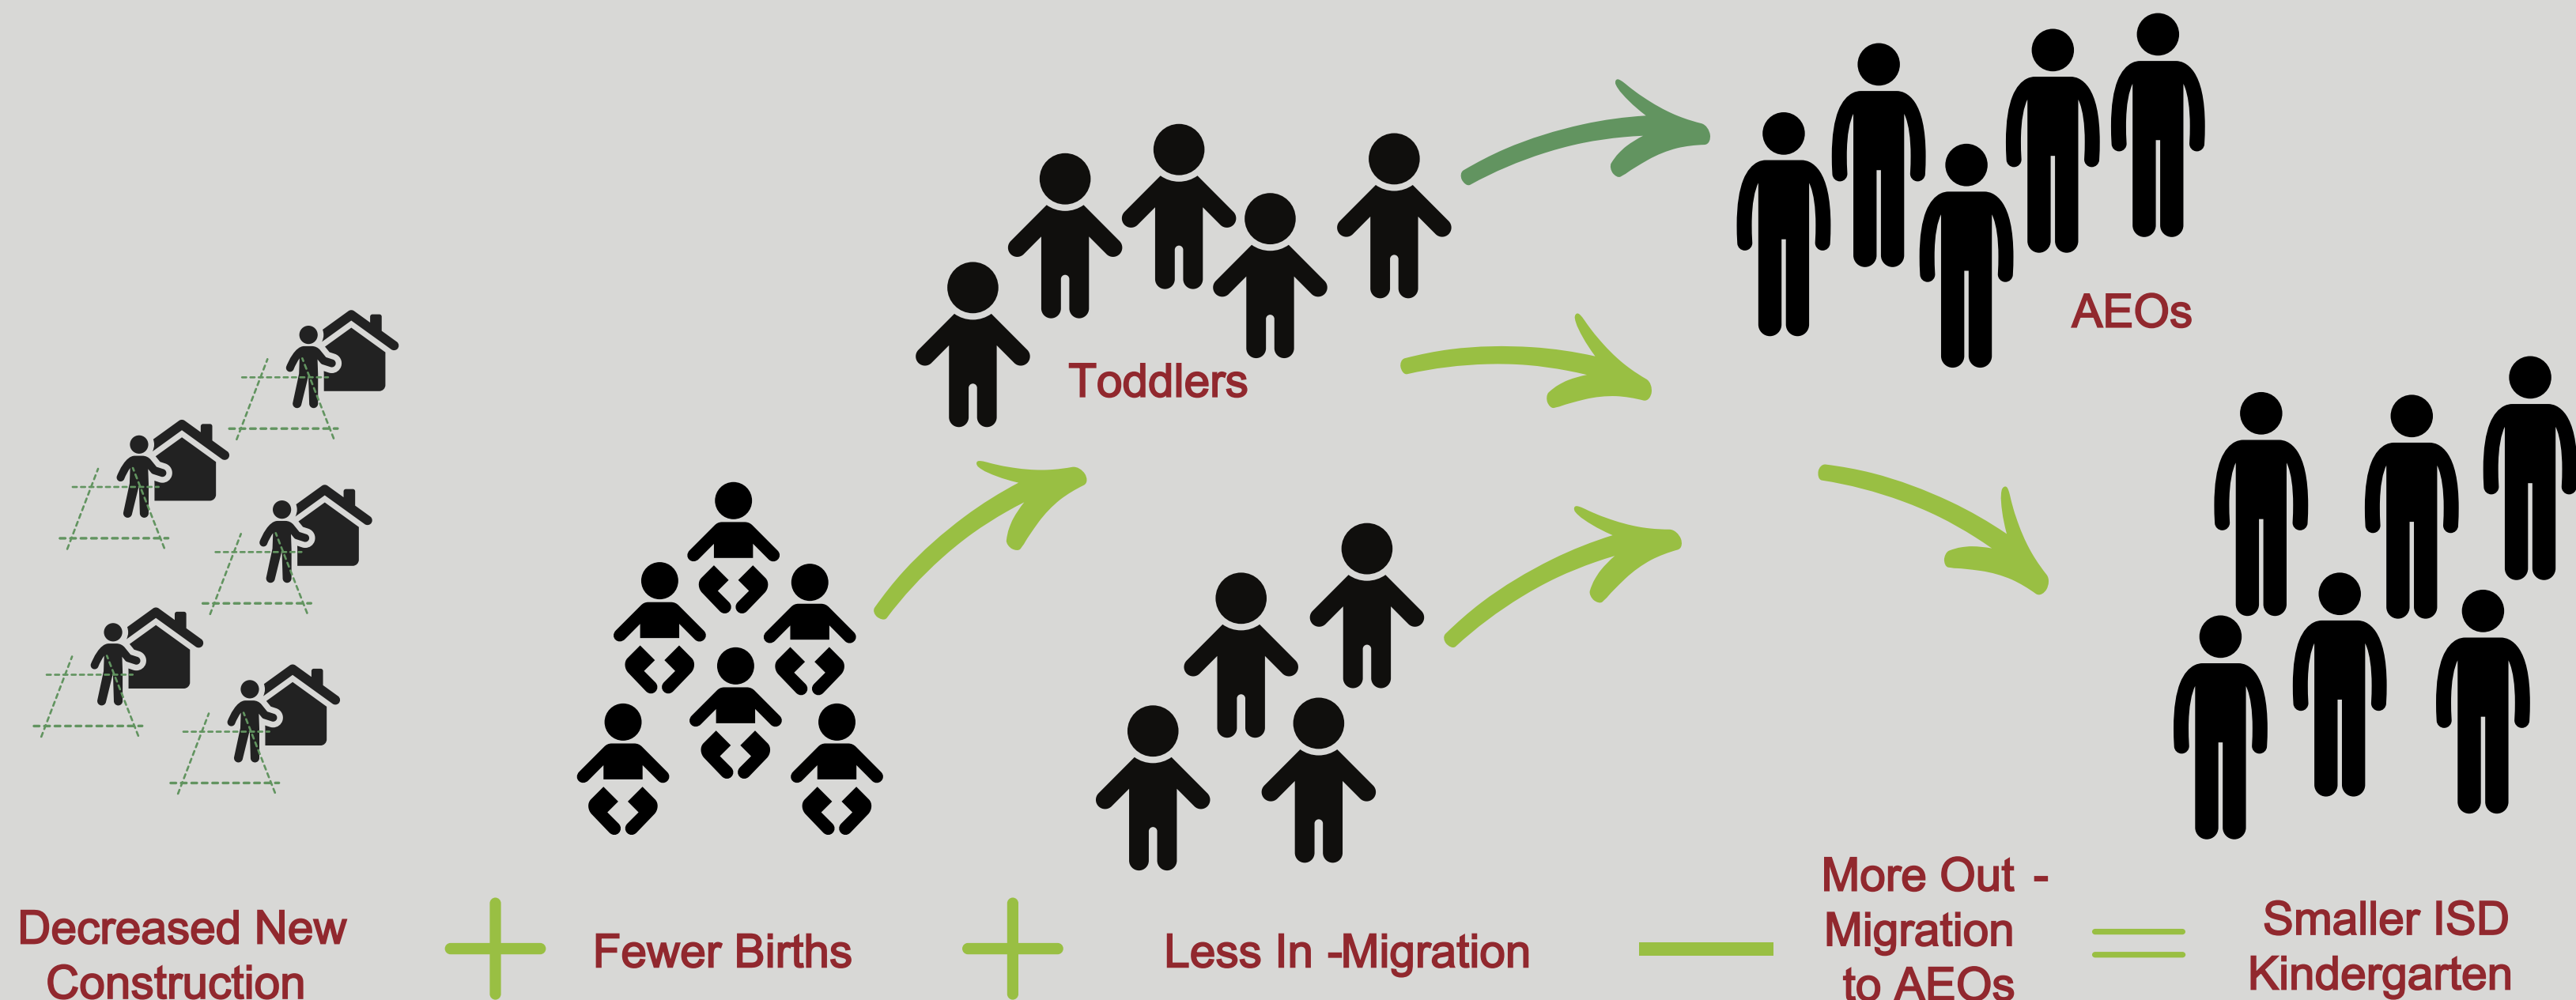 AEOs
Toddlers
Decreased New
Construction
Fewer Births
Less In -Migration
More Out -
Migration
to AEOs
Smaller ISD
Kindergarten